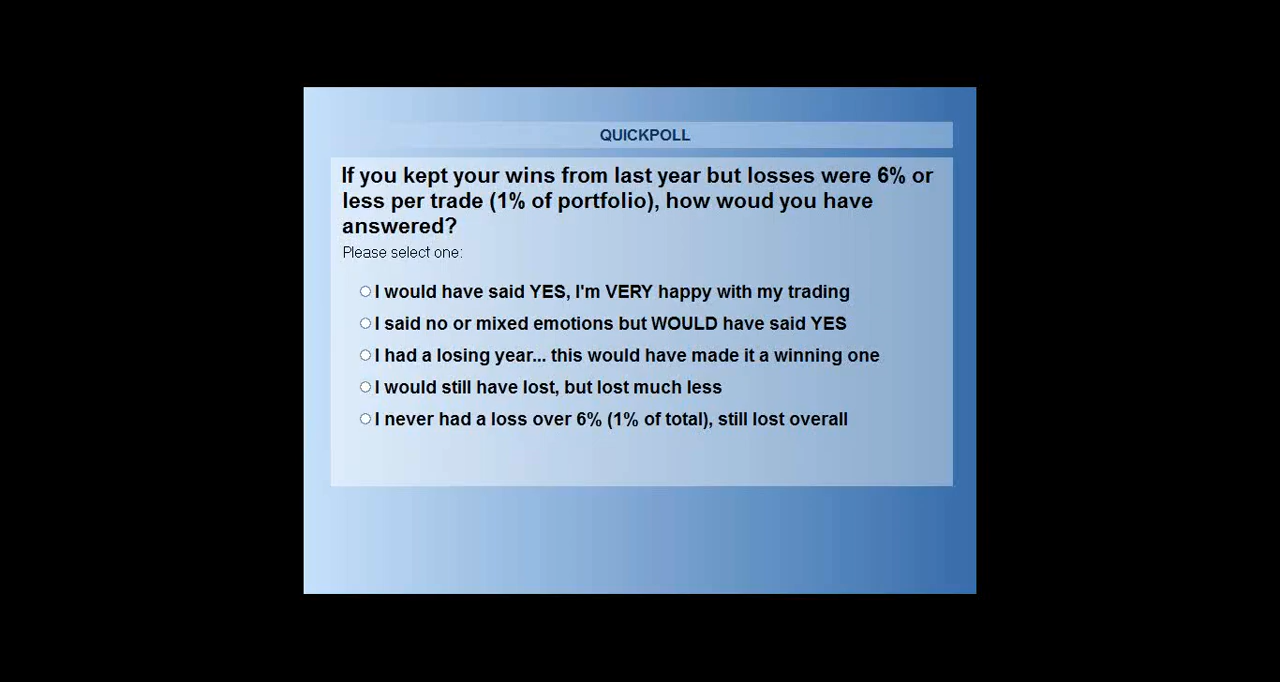 QUICKPOLL
If you kept your wins from last year but losses were 6% or
less per trade (1% of portfolio), how woud you have
answered?
Please select one:
I would have said YES, I'm VERY happy with my trading
I said no or mixed emotions but WOULD have said YES
I had a losing year... this would have made it a winning one
I would still have lost, but lost much less
I never had a loss over 6% (1% of total), still lost overall